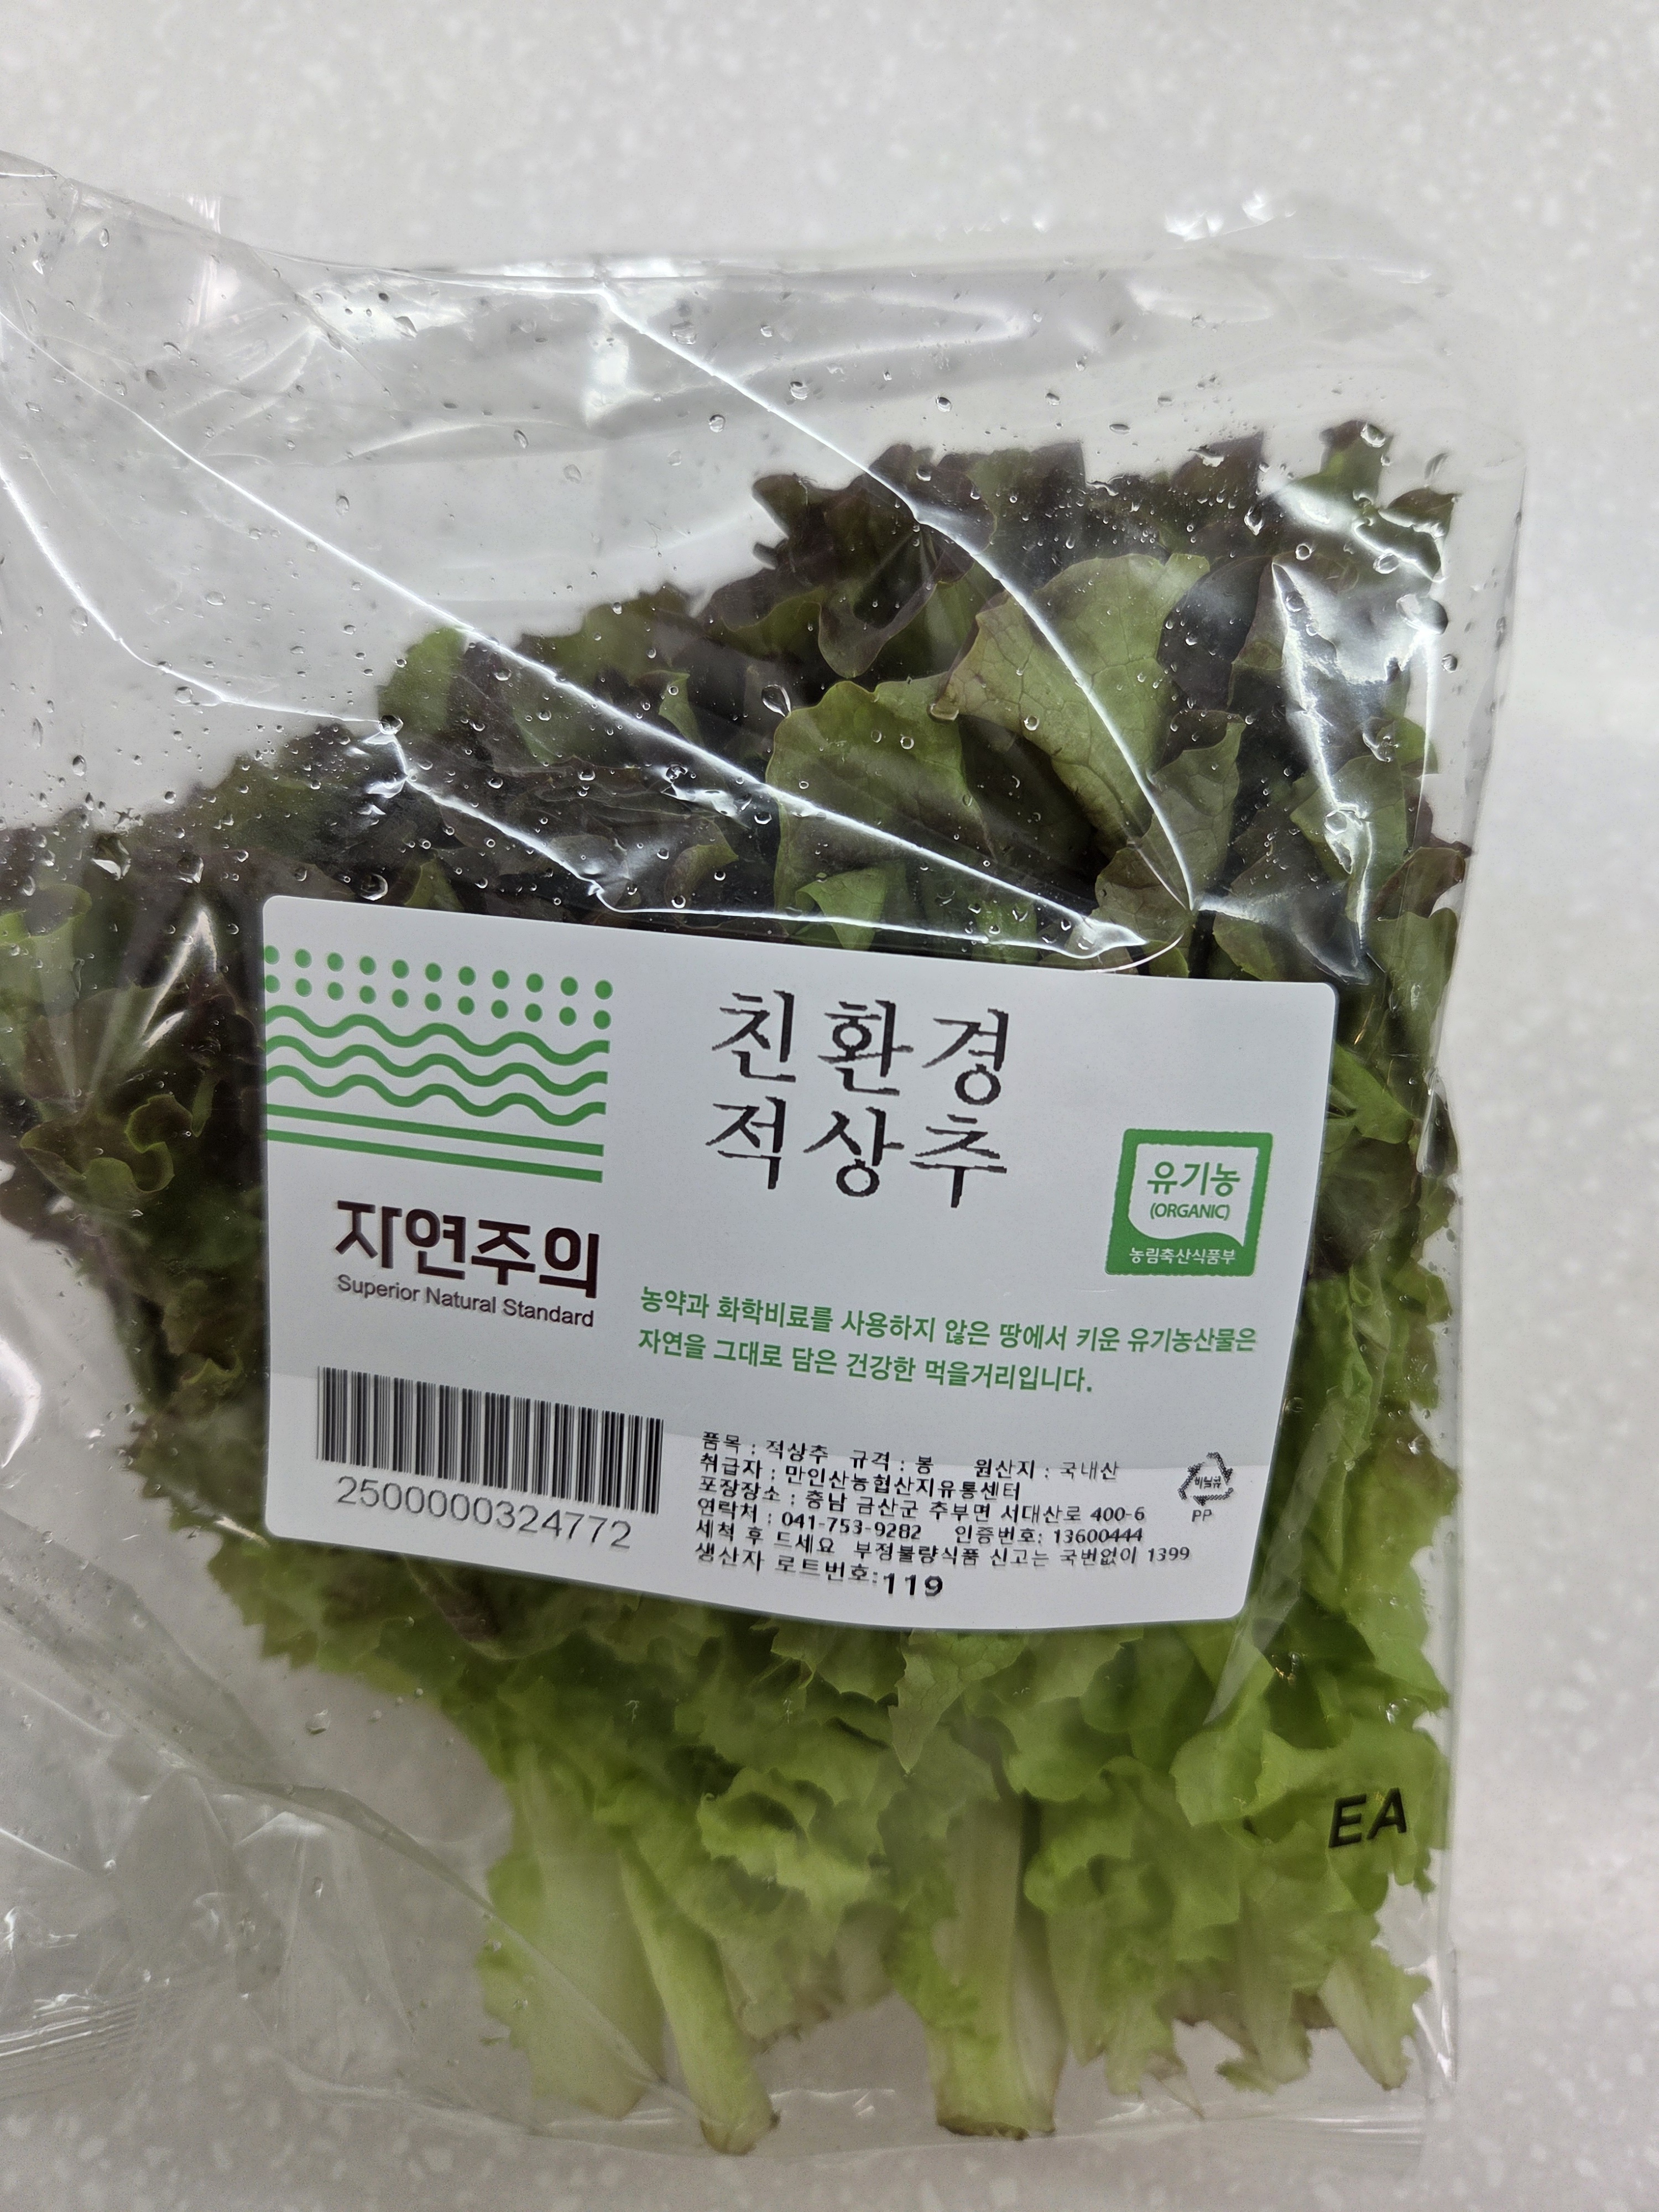 친환경
적상추
유기농
(ORGANIC)
농림축산식품부
자연주의
Superior Natural Standard
농약과 화학비료를 사용하지 않은 땅에서 키운 유기농산물은
자연을 그대로 담은 건강한 먹을거리입니다.
2500000324772
품목 : 적상추 규격 : 봉 원산지 : 국내산
취급자 : 만인산농협산지유통센터
포장장소 : 충남 금산군 추부면 서대산로 400-6
연락처 : 041-753-9282 인증번호: 13600444
세척 후 드세요 부정불량식품 신고는 국번없이 1399
생산자 로트번호:119
비닐류
PP
EA